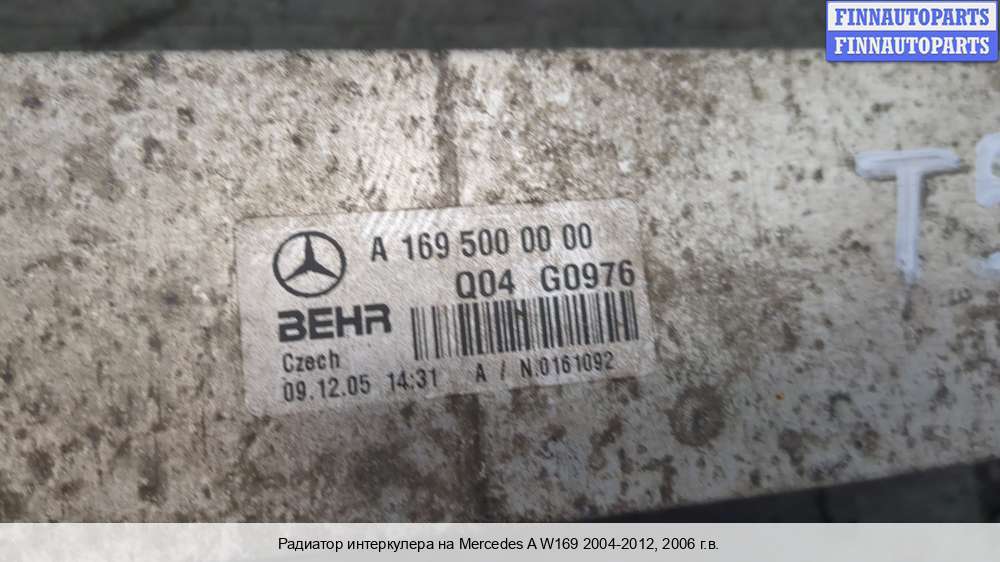 FINNAUTOPARTS
FINNAUTOPARTS
A 169 500 00 00
Q04 G0976
BEHR
Czech
09.12.05 14:31 A / N.0161092
Радиатор интеркулера на Mercedes A W169 2004-2012, 2006 г.в.